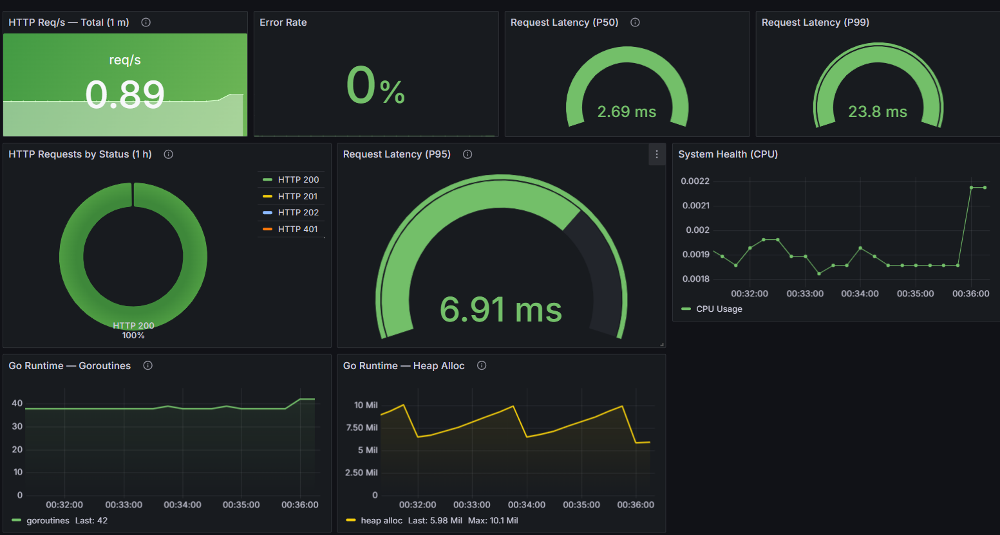 HTTP Req/s — Total (1 m)
req/s
0.89
Error Rate
0%
Request Latency (P50)
2.69 ms
Request Latency (P99)
23.8 ms
HTTP Requests by Status (1 h)
HTTP 200
HTTP 201
HTTP 202
HTTP 401
HTTP 200
100%
Request Latency (P95)
6.91 ms
System Health (CPU)
0.0022
0.0021
0.002
0.0019
0.0018
00:32:00 00:33:00 00:34:00 00:35:00 00:36:00
CPU Usage
Go Runtime — Goroutines
40
30
20
10
0
00:32:00 00:33:00 00:34:00 00:35:00 00:36:00
goroutines Last: 42
Go Runtime — Heap Alloc
10 Mil
7.50 Mil
5 Mil
2.50 Mil
0
00:32:00 00:33:00 00:34:00 00:35:00 00:36:00
heap alloc Last: 5.98 Mil Max: 10.1 Mil